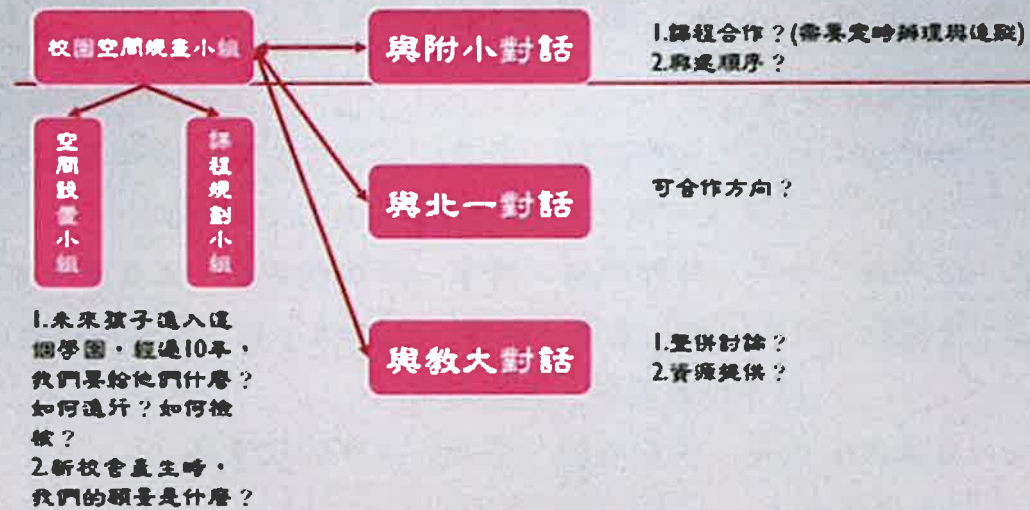 校園空間規畫小組
與附小對話
1.課程合作？(需要定時辦理與追蹤)
2.搬遷順序？
空間設置小組
課程規劃小組
與北一對話
可合作方向？
1.未來孩子進入這
個學園，經過10年，
我們要給他們什麼？
如何進行？如何檢
核？
2.新校舍產生時，
我們的願景是什麼？
與教大對話
1.整併討論？
2.資源提供？